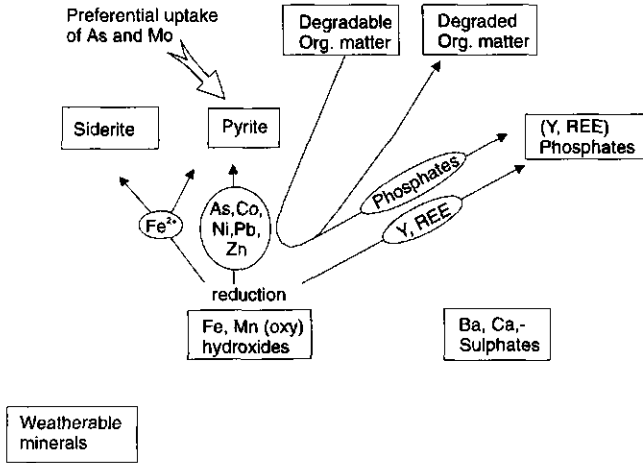 Preferential uptake
of As and Mo
Degradable
Org. matter
Degraded
Org. matter
Siderite
Pyrite
(Y, REE)
Phosphates
Phosphates
Y, REE
Fe²⁺
As,Co,
Ni,Pb,
Zn
reduction
Fe, Mn (oxy)
hydroxides
Ba, Ca,-
Sulphates
Weatherable
minerals